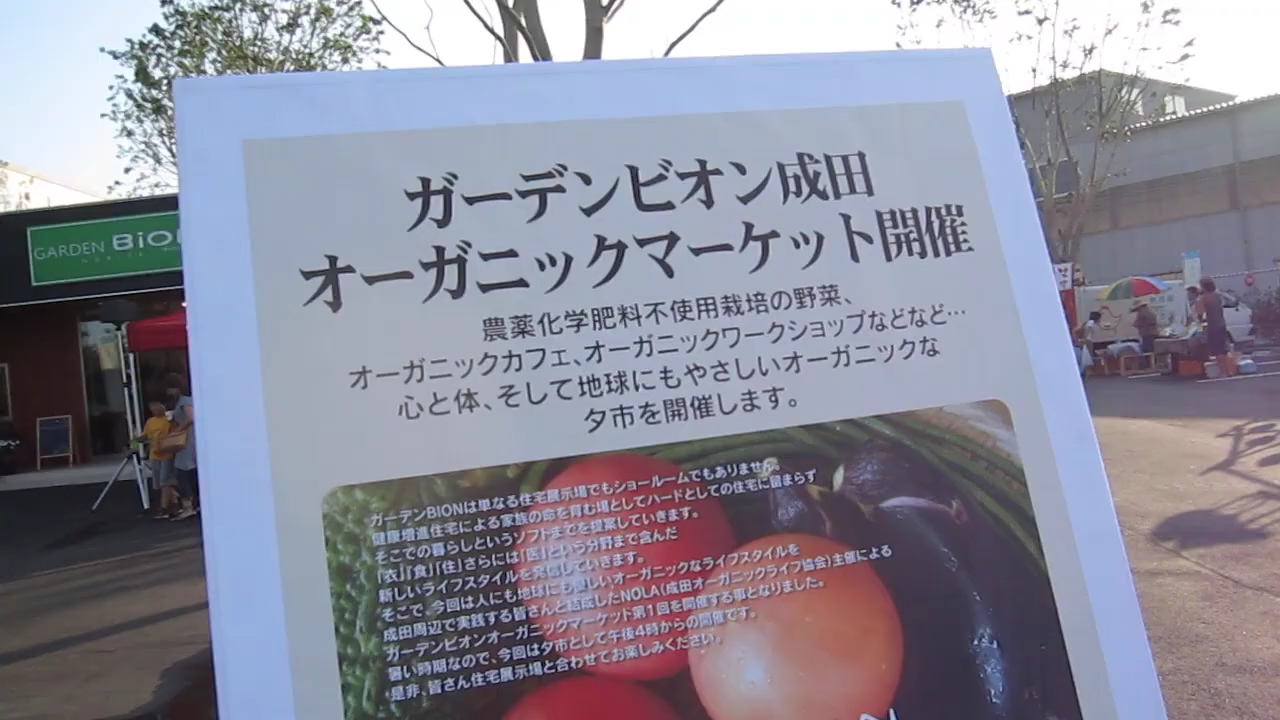 GARDEN BiO
ガーデンビオン成田
オーガニックマーケット開催
農薬化学肥料不使用栽培の野菜、
オーガニックカフェ、オーガニックワークショップなどなど…
心と体、そして地球にもやさしいオーガニックな
夕市を開催します。
ガーデンBIONは単なる住宅展示場でもショールームでもありません。
健康増進住宅による家族の命を育む場としてハードとしての住宅に留まらず
そこでの暮らしというソフトまでを提案していきます。
「衣」「食」「住」さらには「医」という分野まで含んだ
新しいライフスタイルを発信していきます。
そこで、今回は人にも地球にも優しいオーガニックなライフスタイルを
成田周辺で実践する皆さんと結成したNOLA(成田オーガニックライフ協会)主催による
ガーデンビオンオーガニックマーケット第1回を開催する事となりました。
暑い時期なので、今回は夕市として午後4時からの開催です。
是非、皆さん住宅展示場と合わせてお楽しみください。